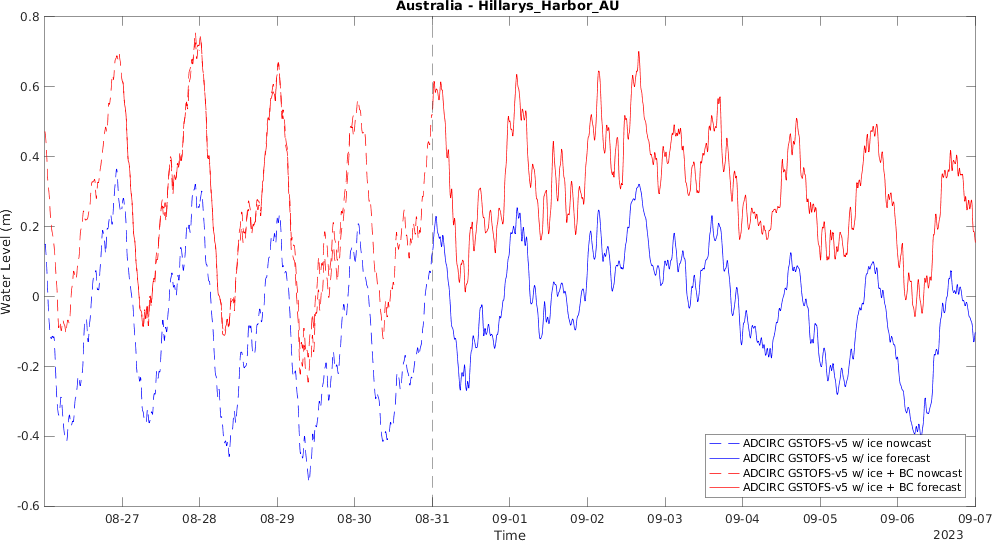 Australia - Hillarys_Harbor_AU
0.8
0.6
0.4
0.2
0
-0.2
-0.4
-0.6
Water Level (m)
08-27 08-28 08-29 08-30 08-31 09-01 09-02 09-03 09-04 09-05 09-06 09-07
Time
2023
ADCIRC GSTOFS-v5 w/ ice nowcast
ADCIRC GSTOFS-v5 w/ ice forecast
ADCIRC GSTOFS-v5 w/ ice + BC nowcast
ADCIRC GSTOFS-v5 w/ ice + BC forecast